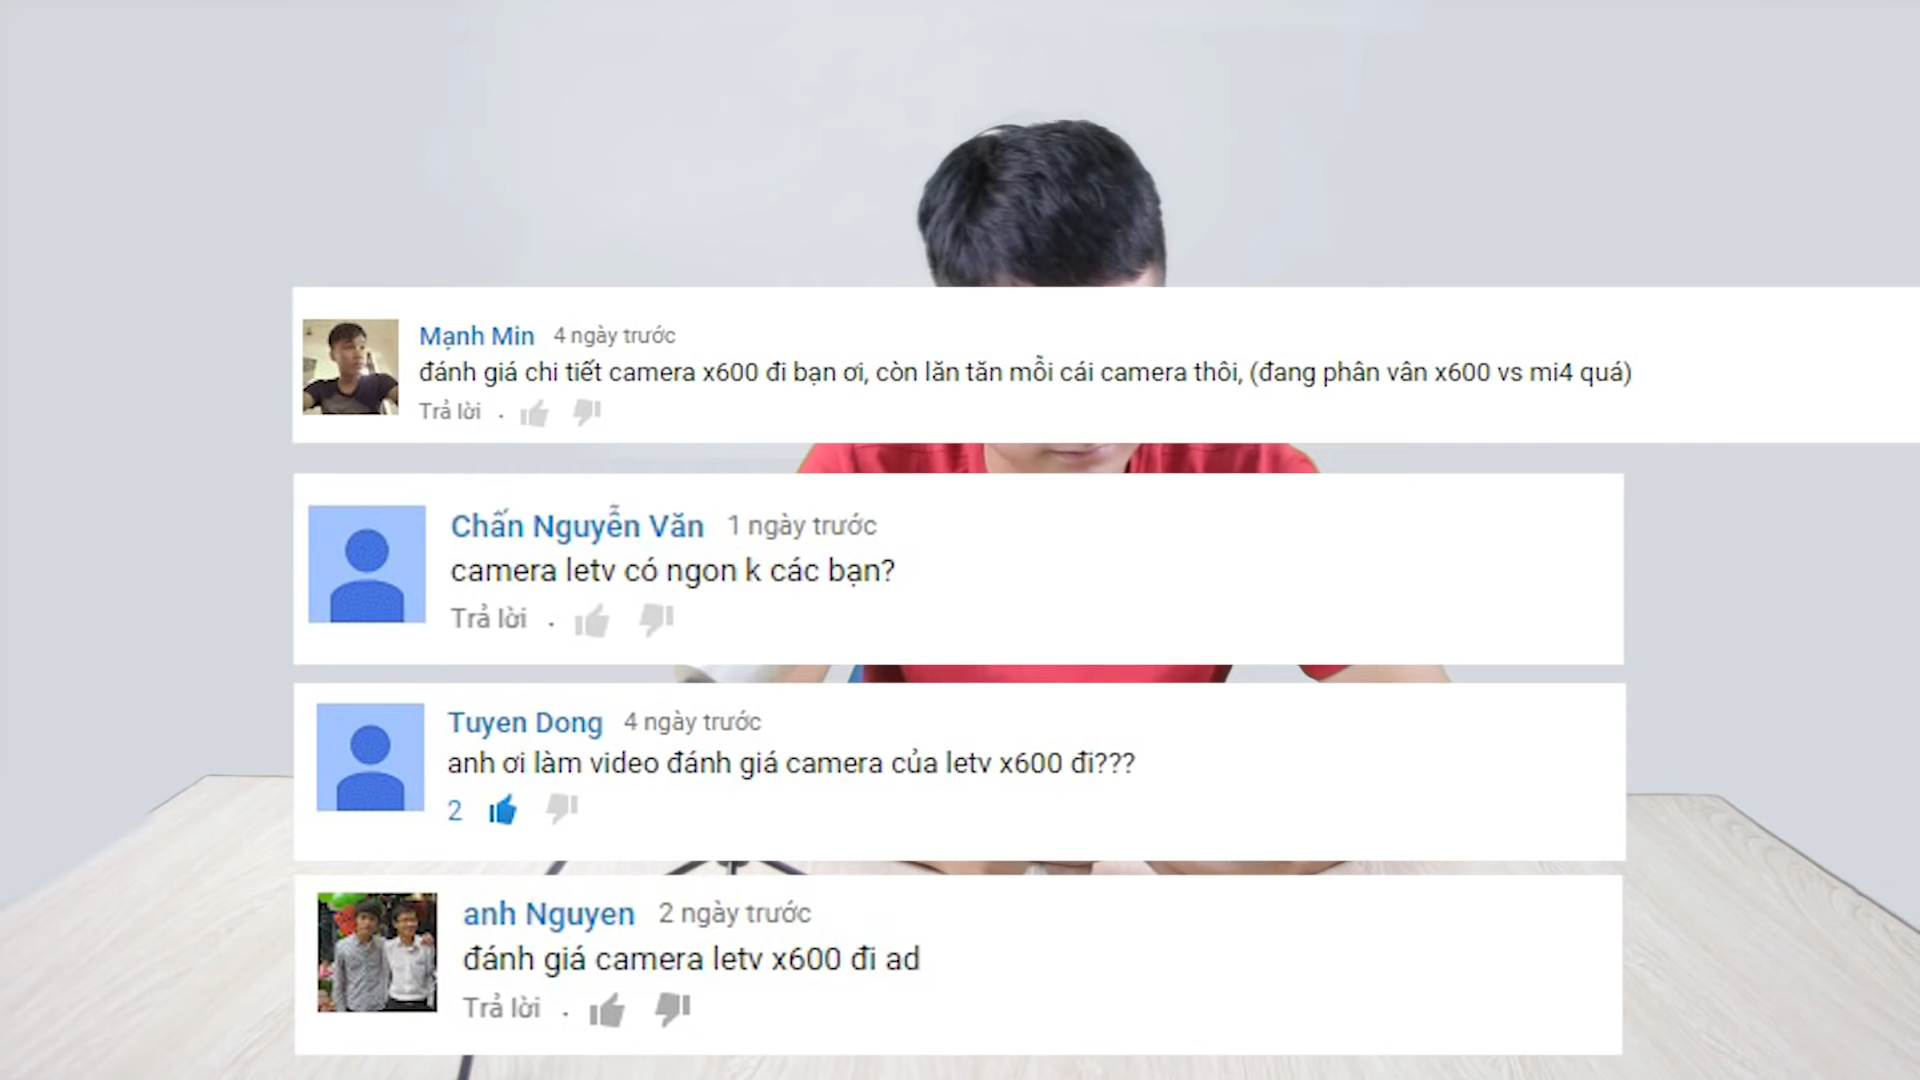 Mạnh Min 4 ngày trước
đánh giá chi tiết camera x600 đi bạn ơi, còn lăn tăn mỗi cái camera thôi, (đang phân vân x600 vs mi4 quá)
Trả lời .
Chấn Nguyễn Văn 1 ngày trước
camera letv có ngon k các bạn?
Trả lời .
Tuyen Dong 4 ngày trước
anh ơi làm video đánh giá camera của letv x600 đi???
2
anh Nguyen 2 ngày trước
đánh giá camera letv x600 đi ad
Trả lời .